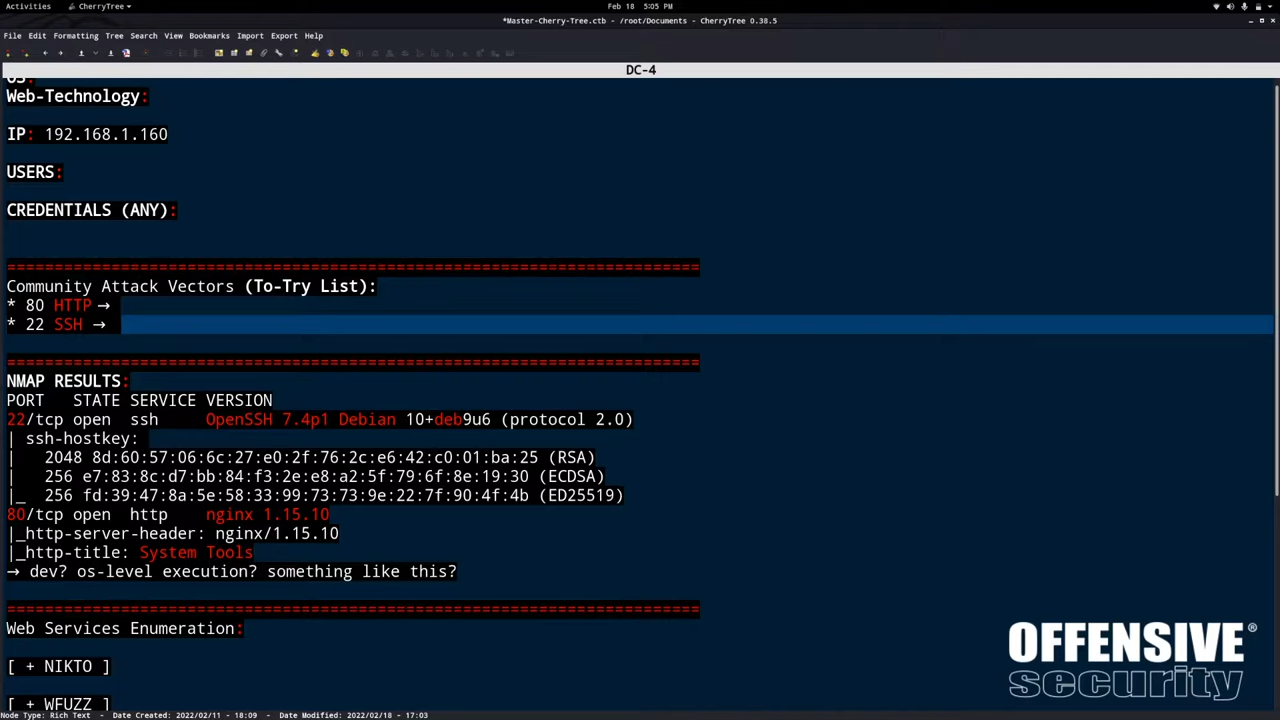 Activities CherryTree Feb 18 5:05 PM
*Master-Cherry-Tree.ctb - /root/Documents - CherryTree 0.38.5
File Edit Formatting Tree Search View Bookmarks Import Export Help
DC-4
OS:
Web-Technology:
IP: 192.168.1.160
USERS:
CREDENTIALS (ANY):
=========================================================================
Community Attack Vectors (To-Try List):
* 80 HTTP →
* 22 SSH →
=========================================================================
NMAP RESULTS:
PORT STATE SERVICE VERSION
22/tcp open ssh OpenSSH 7.4p1 Debian 10+deb9u6 (protocol 2.0)
| ssh-hostkey:
| 2048 8d:60:57:06:6c:27:e0:2f:76:2c:e6:42:c0:01:ba:25 (RSA)
| 256 e7:83:8c:d7:bb:84:f3:2e:e8:a2:5f:79:6f:8e:19:30 (ECDSA)
|_ 256 fd:39:47:8a:5e:58:33:99:73:73:9e:22:7f:90:4f:4b (ED25519)
80/tcp open http nginx 1.15.10
|_http-server-header: nginx/1.15.10
|_http-title: System Tools
→ dev? os-level execution? something like this?
=========================================================================
Web Services Enumeration:
[ + NIKTO ]
[ + WFUZZ ]
OFFENSIVE®
security
Node Type: Rich Text - Date Created: 2022/02/11 - 18:09 - Date Modified: 2022/02/18 - 17:03